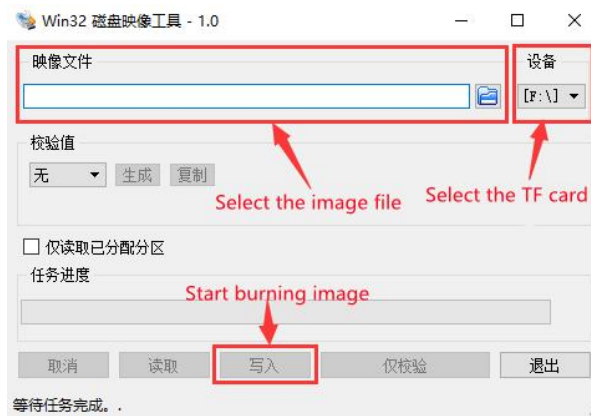 Win32 磁盘映像工具 - 1.0
映像文件
设备
[F:\]
校验值
无
生成
复制
Select the image file
Select the TF card
仅读取已分配分区
任务进度
Start burning image
取消
读取
写入
仅校验
退出
等待任务完成。.